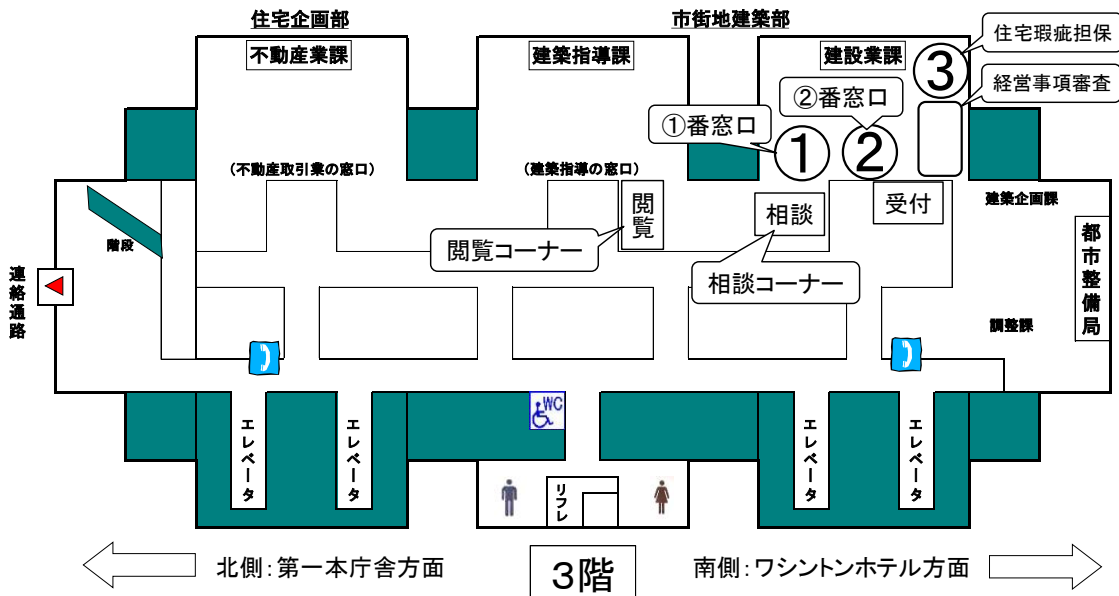 住宅企画部
市街地建築部
不動産業課
建築指導課
建設業課
③
住宅瑕疵担保
経営事項審査
②番窓口
①番窓口
①
②
(不動産取引業の窓口)
(建築指導の窓口)
閲覧
相談
受付
建築企画課
都市整備局
階段
閲覧コーナー
相談コーナー
連絡通路
調整課
WC
エレベータ
エレベータ
エレベータ
エレベータ
リフレ
北側:第一本庁舎方面
3階
南側:ワシントンホテル方面